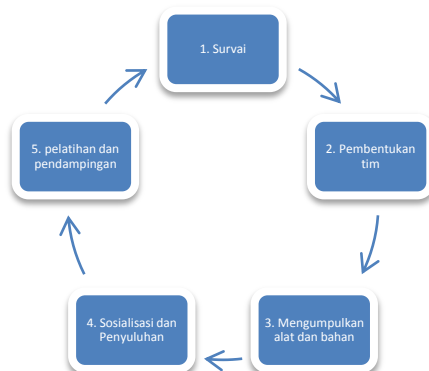 1. Survai
2. Pembentukan
tim
3. Mengumpulkan
alat dan bahan
4. Sosialisasi dan
Penyuluhan
5. pelatihan dan
pendampingan